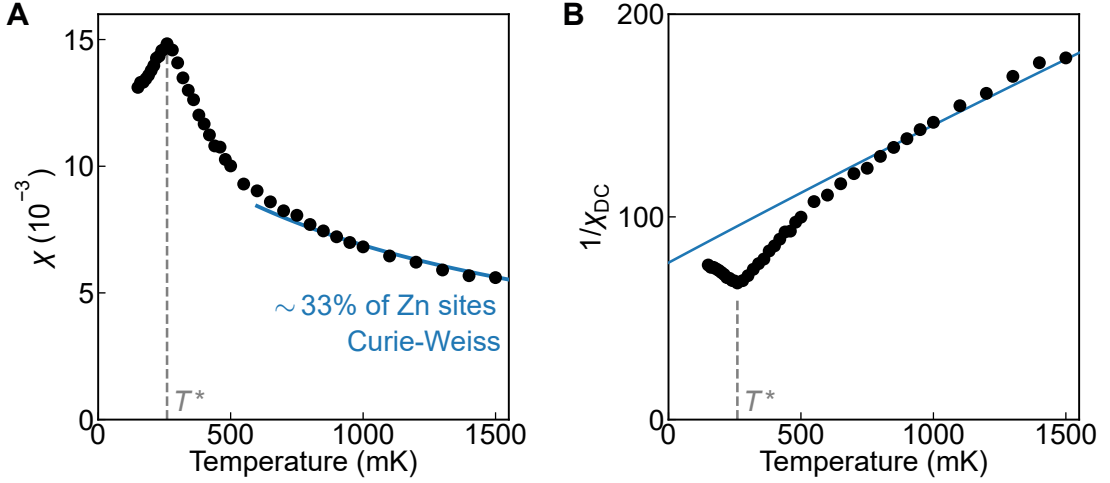 A
B
χ (10⁻³)
15
10
5
0
~33% of Zn sites
Curie-Weiss
T*
0
500
1000
1500
Temperature (mK)
1/χDC
200
100
0
T*
0
500
1000
1500
Temperature (mK)